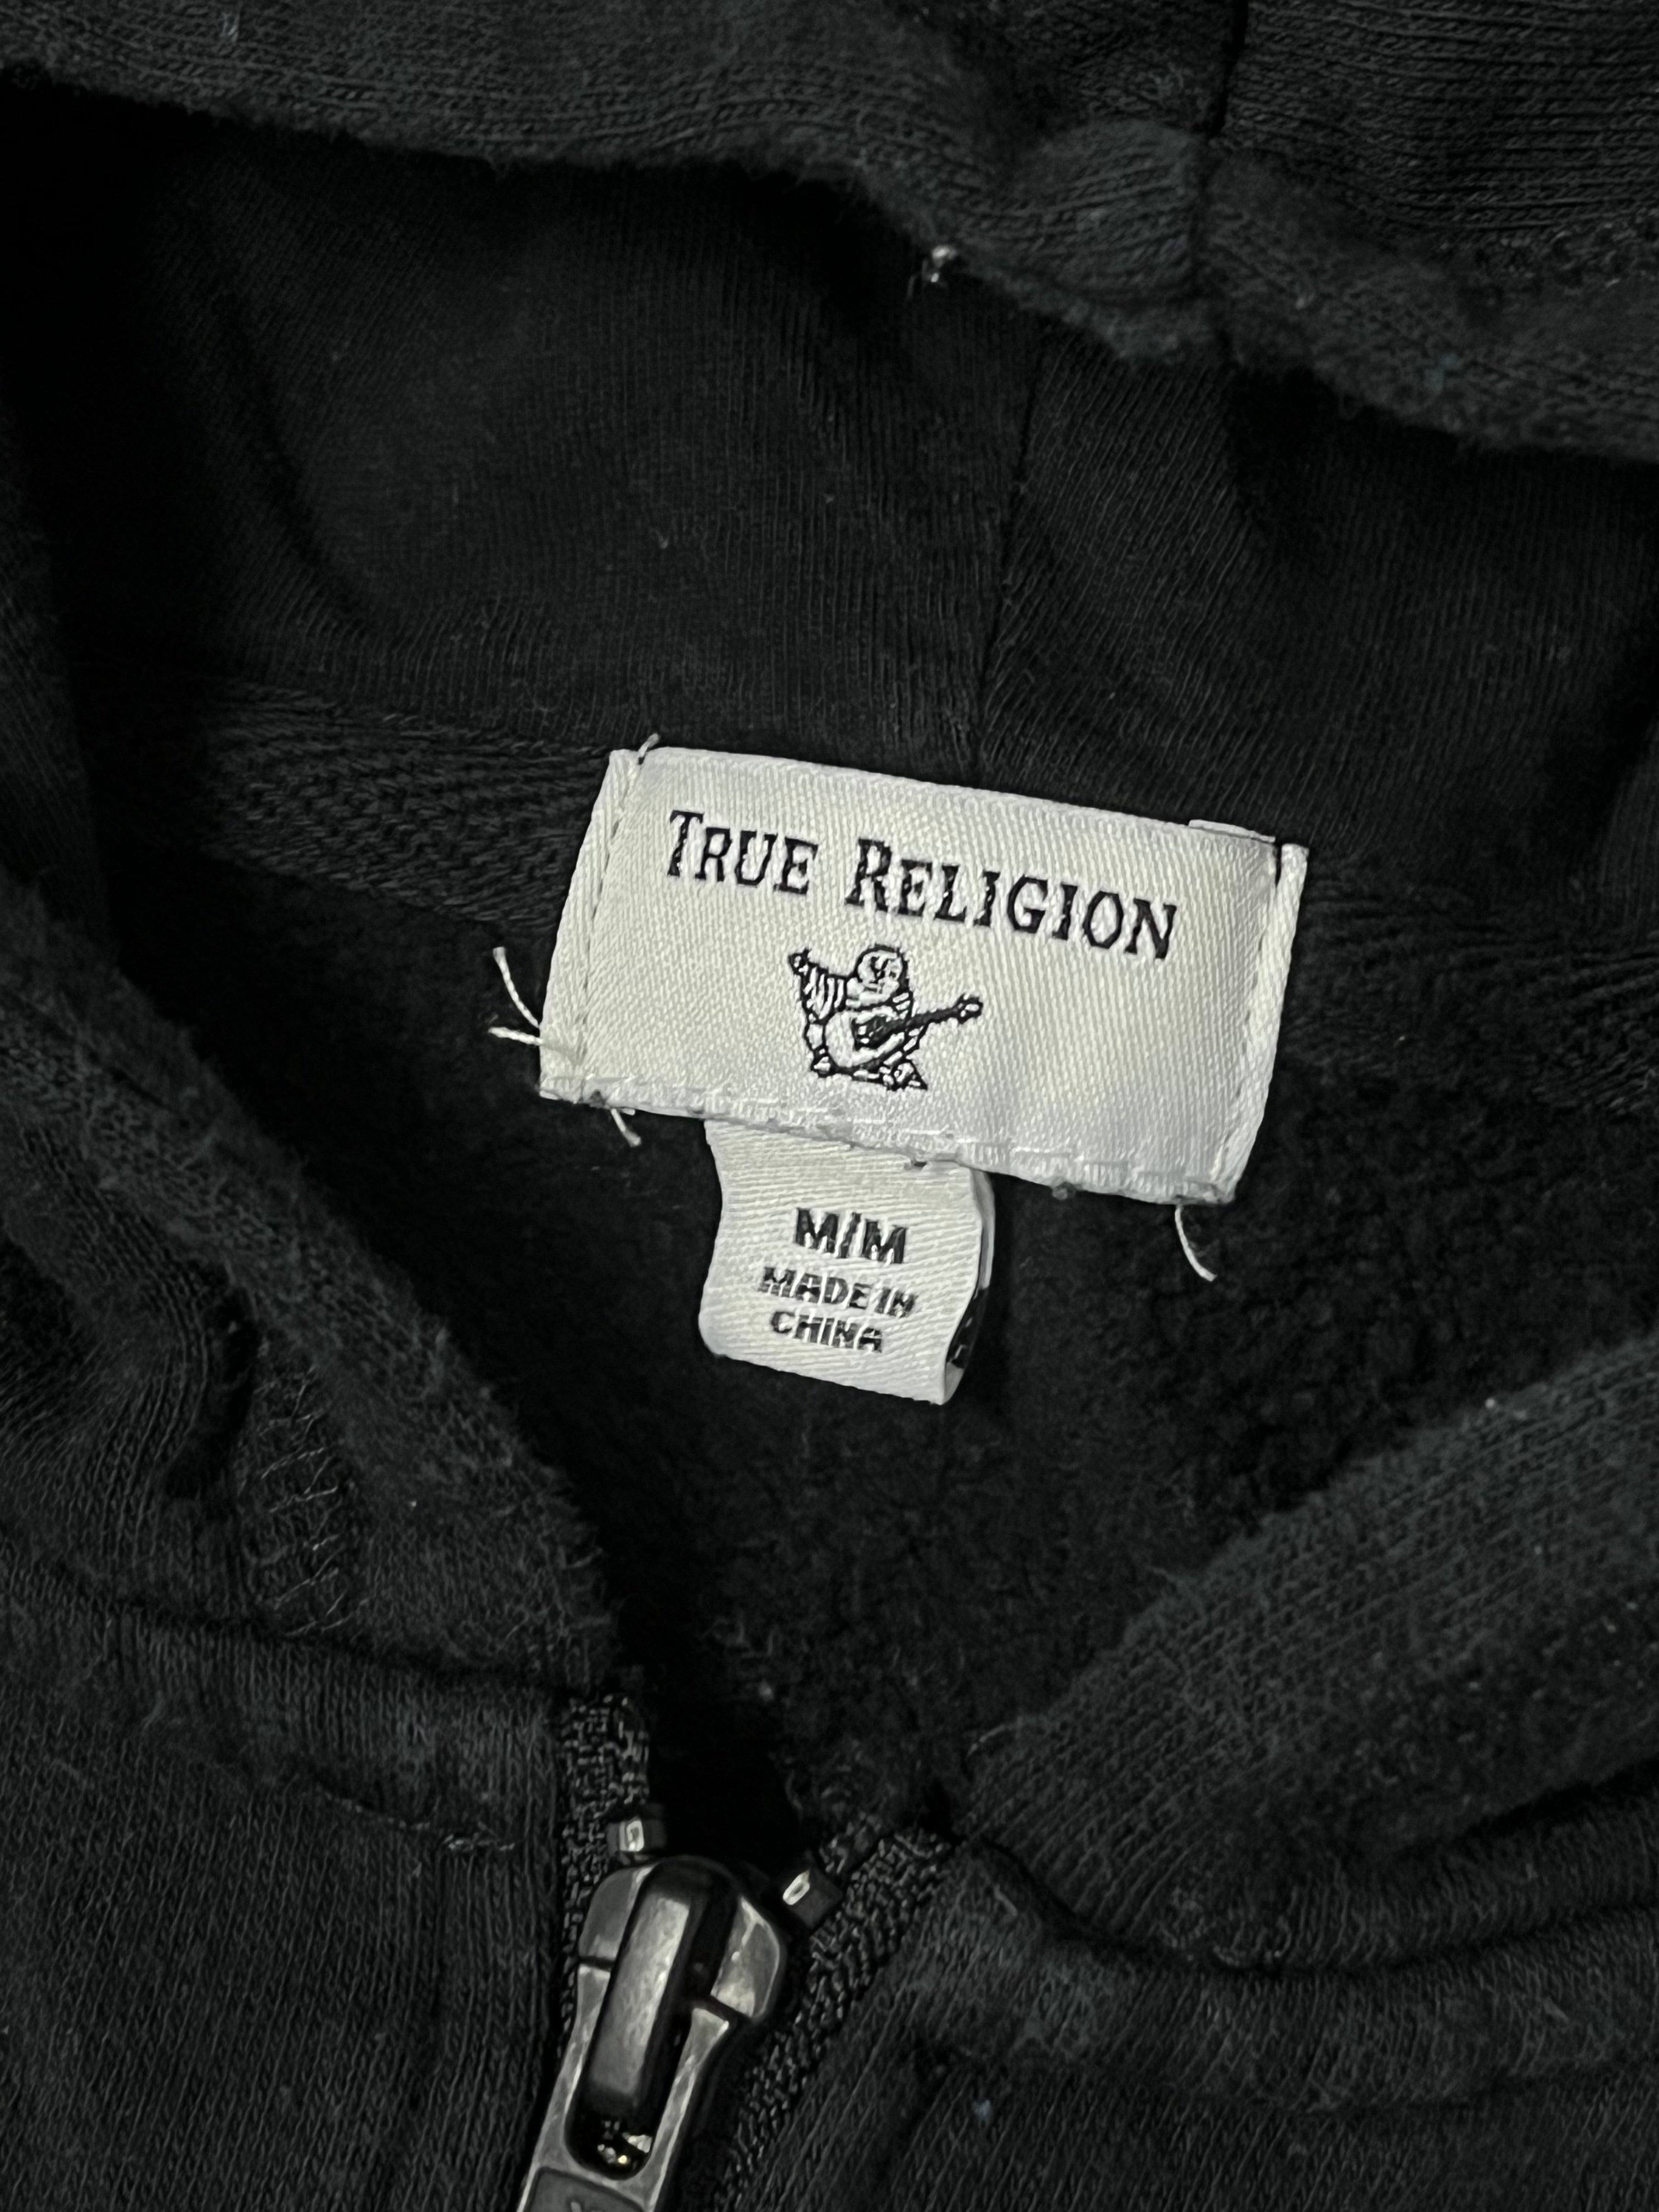 TRUE RELIGION
M/M
MADE IN
CHINA